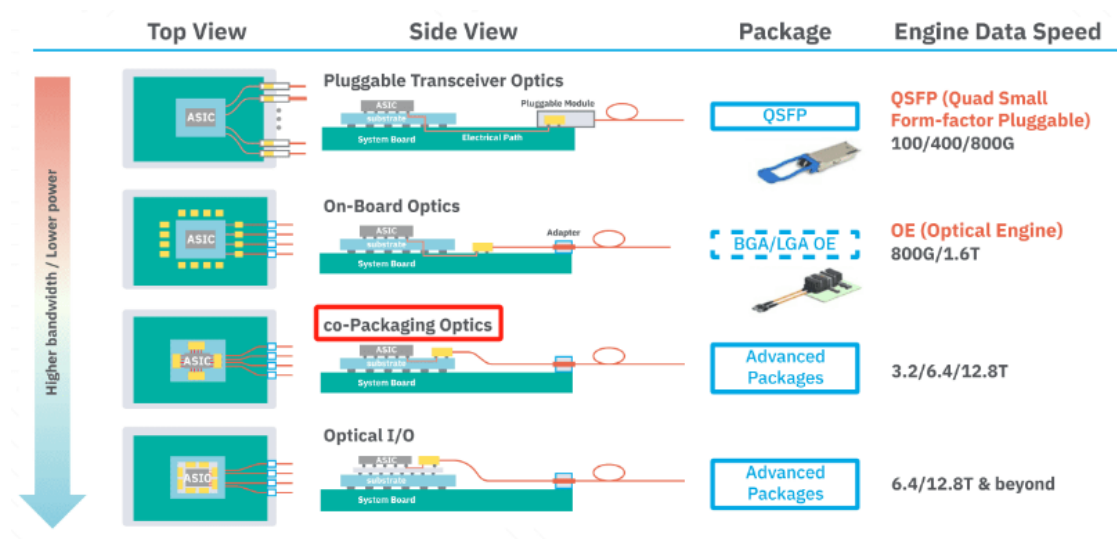 Top View
Side View
Package
Engine Data Speed
Higher bandwidth / Lower power
ASIC
Pluggable Transceiver Optics
ASIC
substrate
System Board
Electrical Path
Pluggable Module
QSFP
QSFP (Quad Small
Form-factor Pluggable)
100/400/800G
ASIC
On-Board Optics
ASIC
substrate
System Board
Adapter
BGA/LGA OE
OE (Optical Engine)
800G/1.6T
ASIC
co-Packaging Optics
ASIC
substrate
System Board
Advanced
Packages
3.2/6.4/12.8T
ASIC
Optical I/O
ASIC
substrate
System Board
Advanced
Packages
6.4/12.8T & beyond